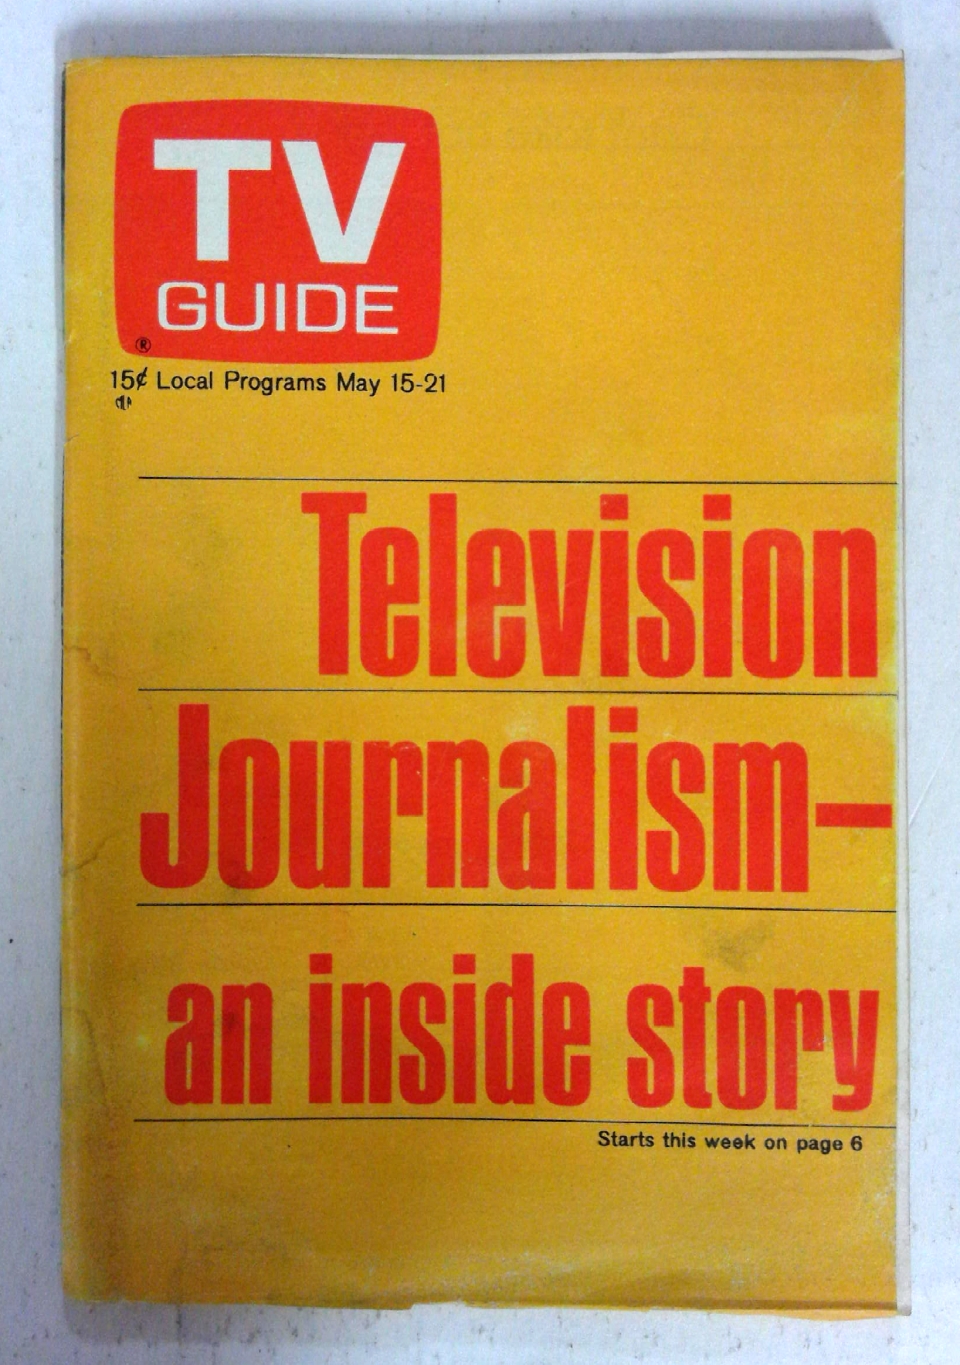 TV
GUIDE
®
15¢ Local Programs May 15-21
Television
Journalism—
an inside story
Starts this week on page 6